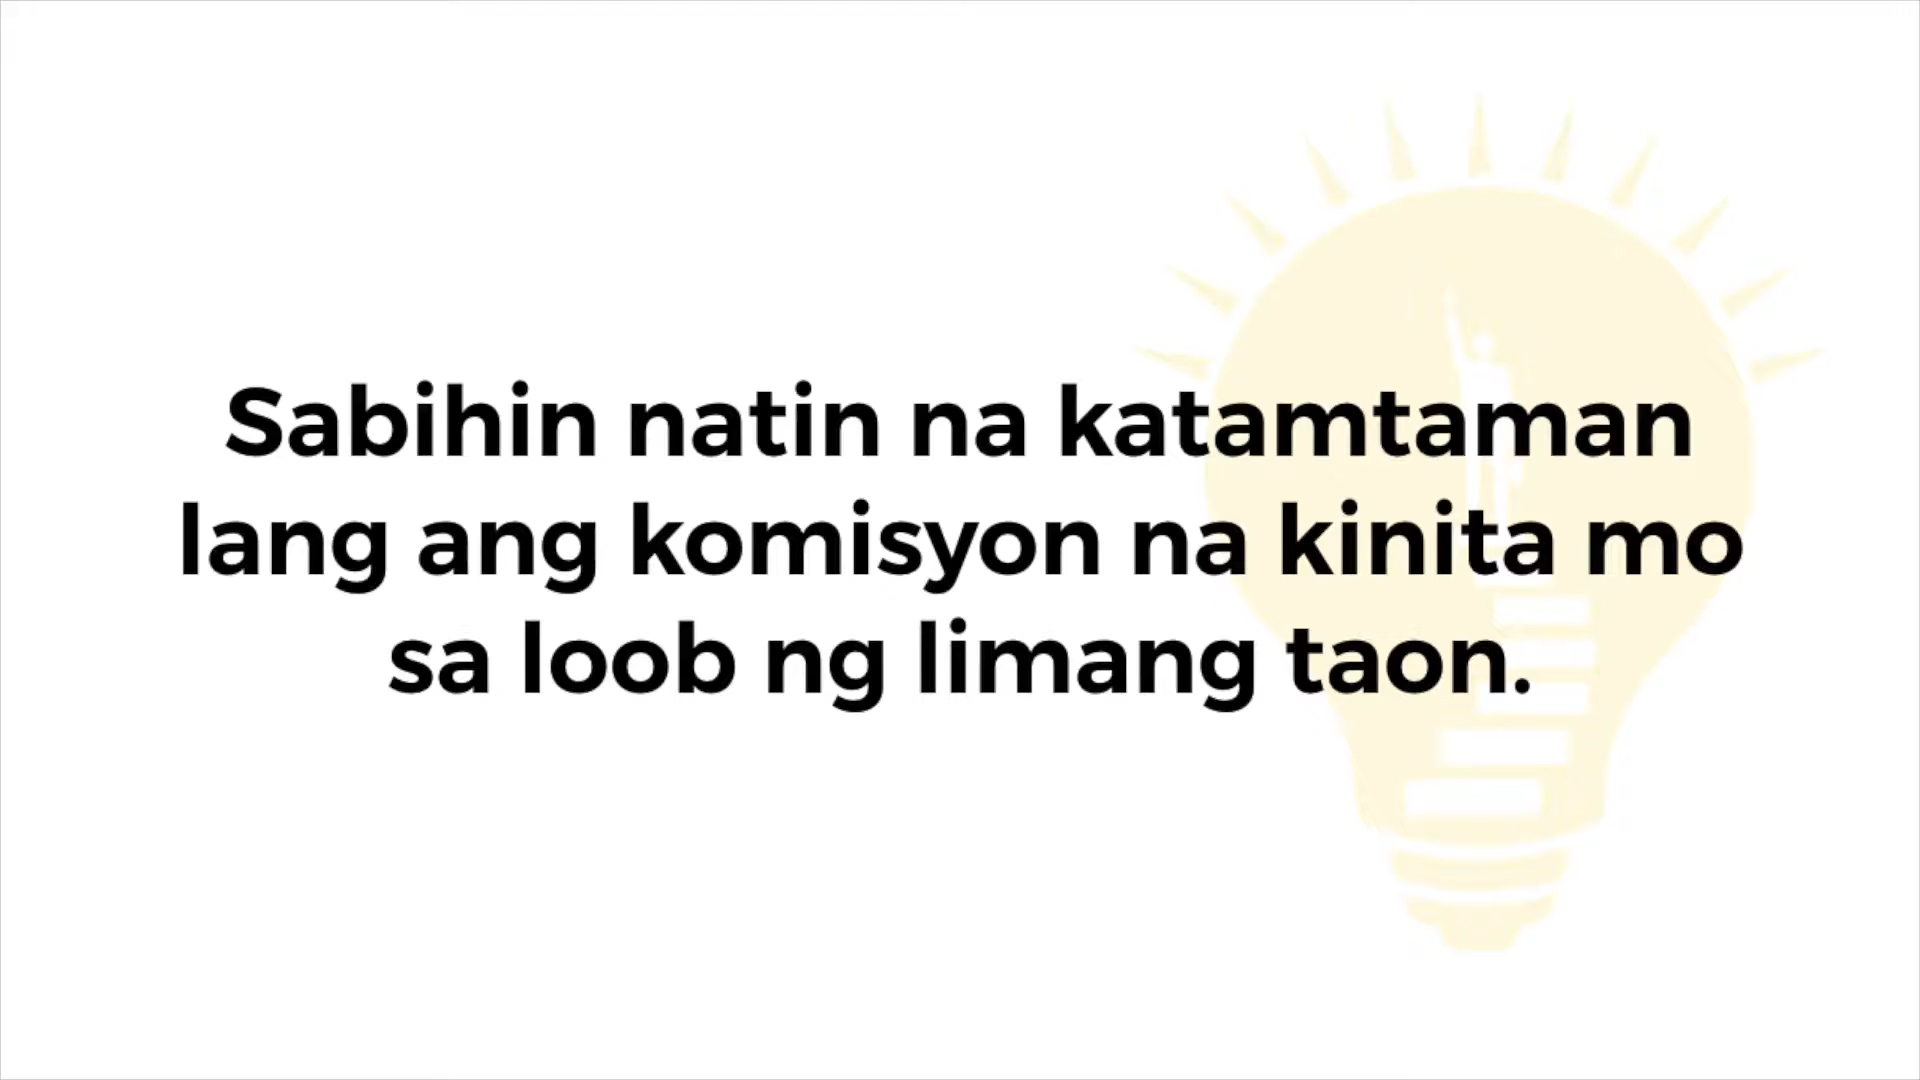 Sabihin natin na katamtaman
lang ang komisyon na kinita mo
sa loob ng limang taon.